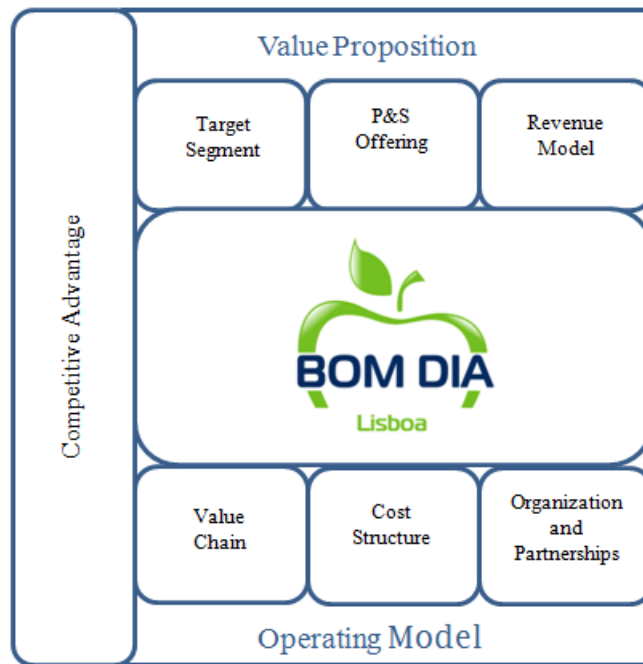 Competitive Advantage
Value Proposition
Target
Segment
P&S
Offering
Revenue
Model
BOM DIA
Lisboa
Value
Chain
Cost
Structure
Organization
and
Partnerships
Operating Model